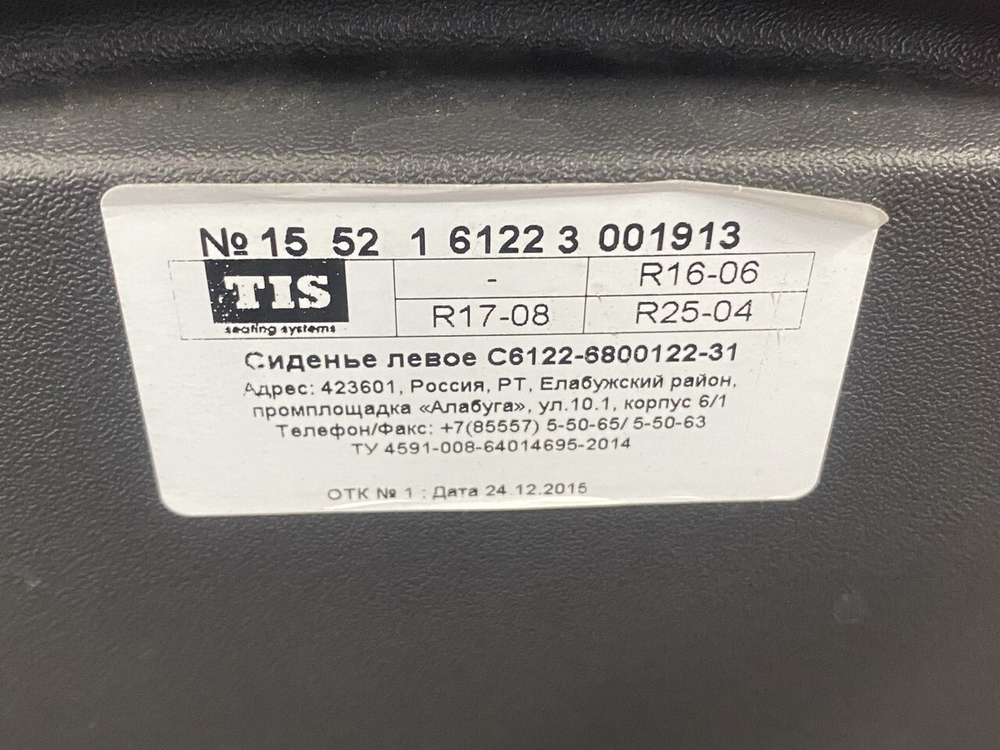 № 15 52 1 6122 3 001913
TIS
seating systems
- R16-06
R17-08 R25-04
Сиденье левое С6122-6800122-31
Адрес: 423601, Россия, РТ, Елабужский район,
промплощадка «Алабуга», ул.10.1, корпус 6/1
Телефон/Факс: +7(85557) 5-50-65/ 5-50-63
ТУ 4591-008-64014695-2014
ОТК № 1 : Дата 24.12.2015